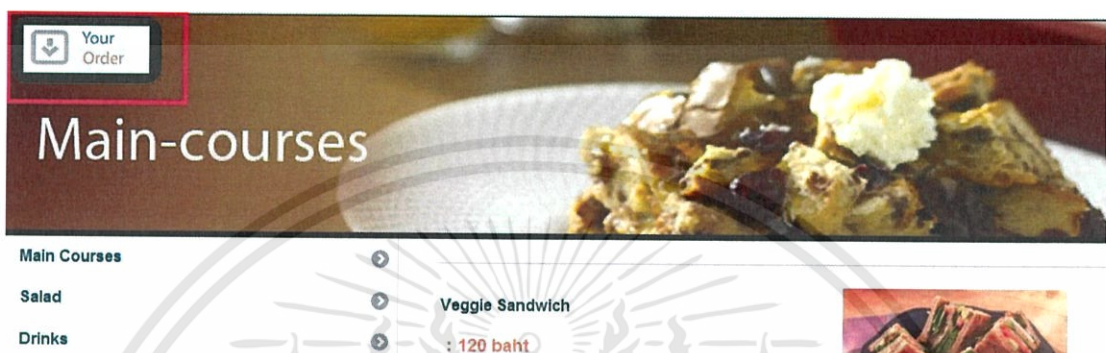 Your
Order
Main-courses
Main Courses
Salad
Drinks
Veggie Sandwich
: 120 baht